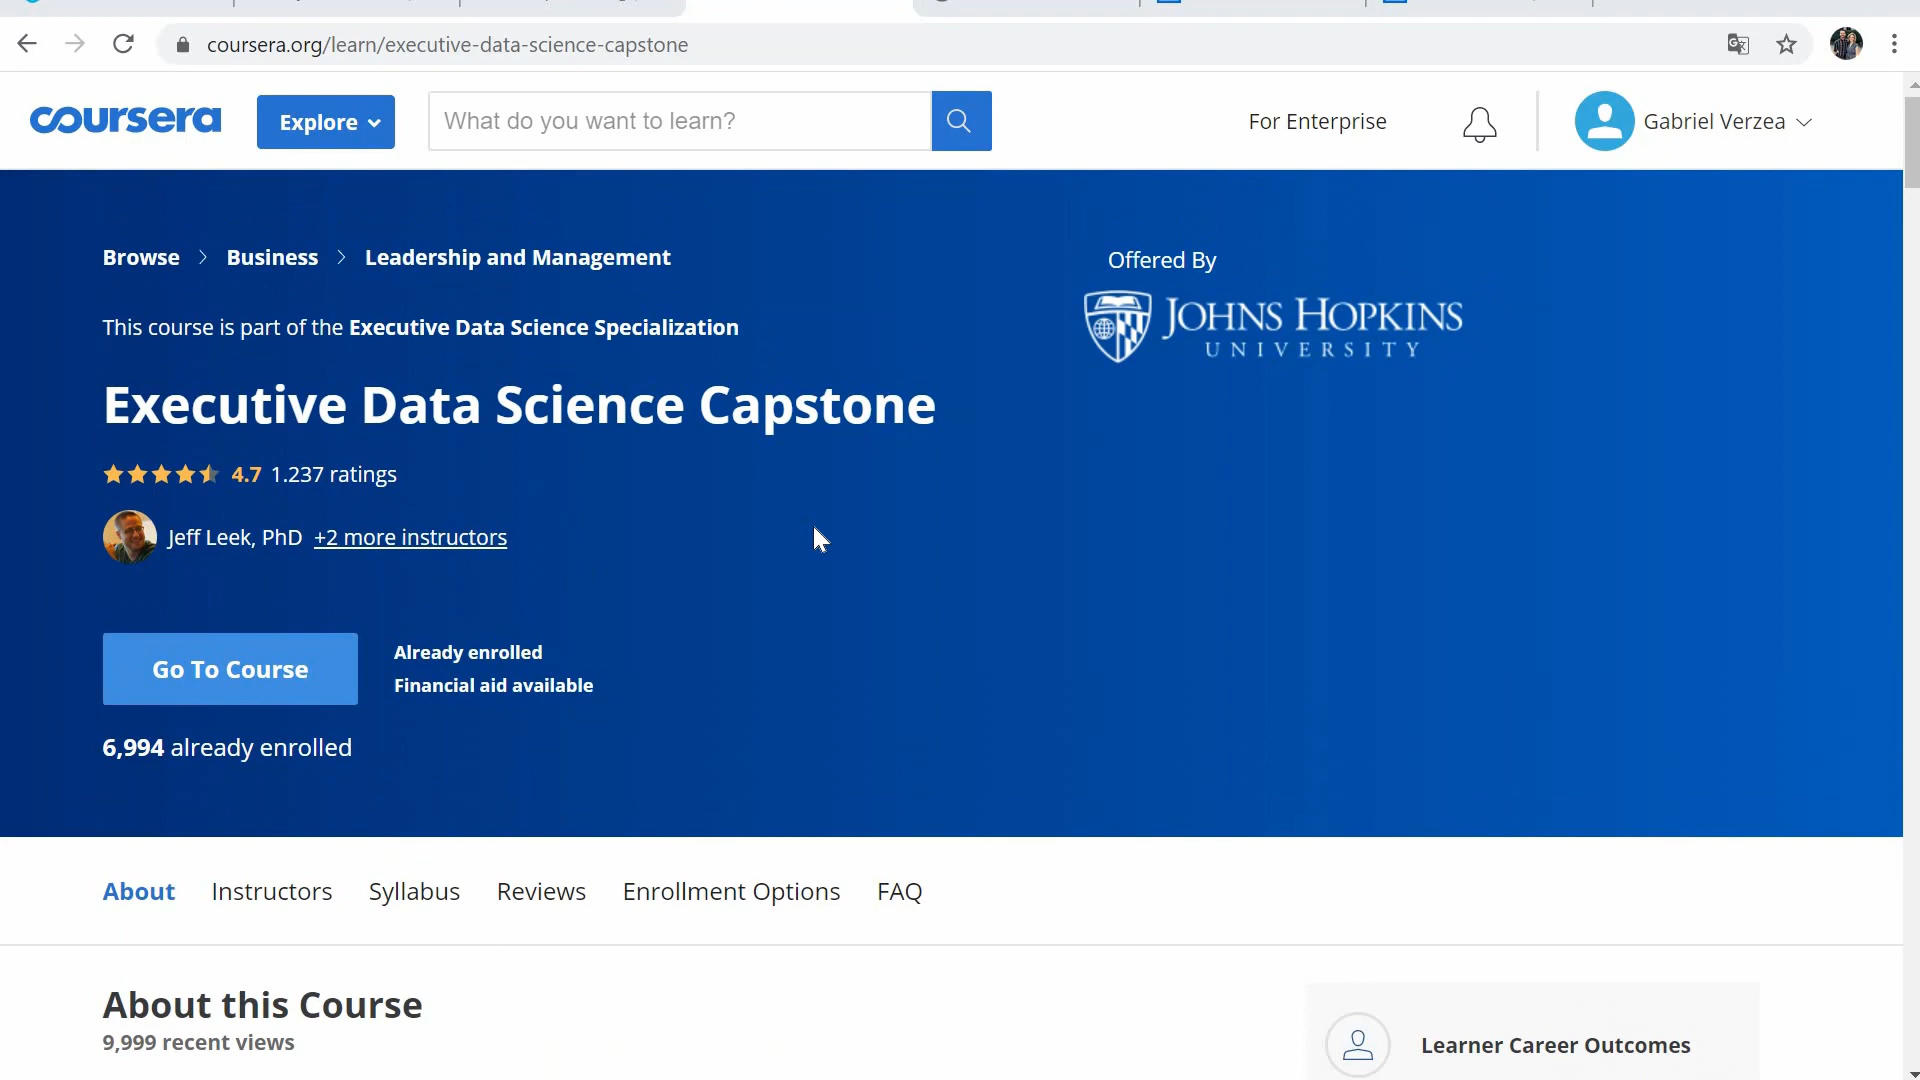 coursera.org/learn/executive-data-science-capstone
coursera
Explore
What do you want to learn?
For Enterprise
Gabriel Verzea
Browse > Business > Leadership and Management
Offered By
This course is part of the Executive Data Science Specialization
JOHNS HOPKINS
UNIVERSITY
Executive Data Science Capstone
4.7 1.237 ratings
Jeff Leek, PhD +2 more instructors
Go To Course
Already enrolled
Financial aid available
6,994 already enrolled
About Instructors Syllabus Reviews Enrollment Options FAQ
About this Course
9,999 recent views
Learner Career Outcomes